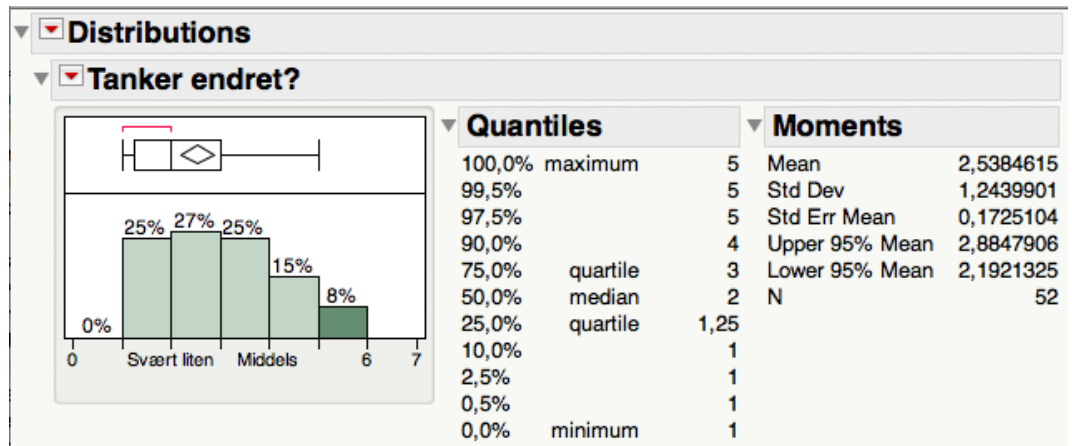 Distributions
Tanker endret?
25% 27% 25%
15%
8%
0%
0 Svært liten Middels 6 7
Quantiles
100,0% maximum 5
99,5% 5
97,5% 5
90,0% 4
75,0% quartile 3
50,0% median 2
25,0% quartile 1,25
10,0% 1
2,5% 1
0,5% 1
0,0% minimum 1
Moments
Mean 2,5384615
Std Dev 1,2439901
Std Err Mean 0,1725104
Upper 95% Mean 2,8847906
Lower 95% Mean 2,1921325
N 52